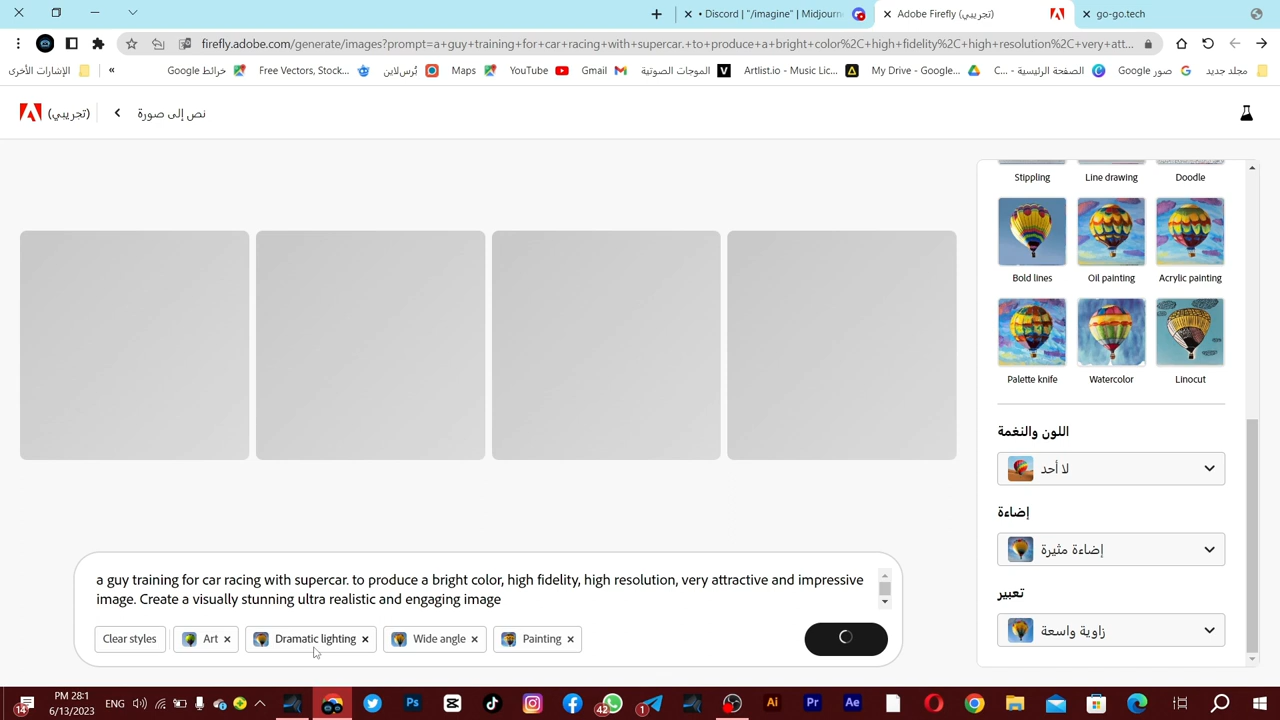 • Discord | "/imagine" | Midjourn
Adobe Firefly (تجريبي)
go-go.tech
firefly.adobe.com/generate/images?prompt=a+guy+training+for+car+racing+with+supercar.+to+produce+a+bright+color%2C+high+fidelity%2C+high+resolution%2C+very+att...
مجلد جديد
صور Google
الصفحة الرئيسية - C...
My Drive - Google...
Artlist.io - Music Lic...
الموجات الصوتية
Gmail
YouTube
Maps
بُرس‌لاين
Free Vectors, Stock...
خرائط Google
»
الإشارات الأخرى
(تجريبي)
نص إلى صورة
Stippling
Line drawing
Doodle
Bold lines
Oil painting
Acrylic painting
Palette knife
Watercolor
Linocut
اللون والنغمة
لا أحد
إضاءة
إضاءة مثيرة
تعبير
زاوية واسعة
a guy training for car racing with supercar. to produce a bright color, high fidelity, high resolution, very attractive and impressive
image. Create a visually stunning ultra realistic and engaging image
Clear styles
Art
Dramatic lighting
Wide angle
Painting
PM 28:1
6/13/2023
14
ENG
Ps
42
1
Ai
Pr
Ae